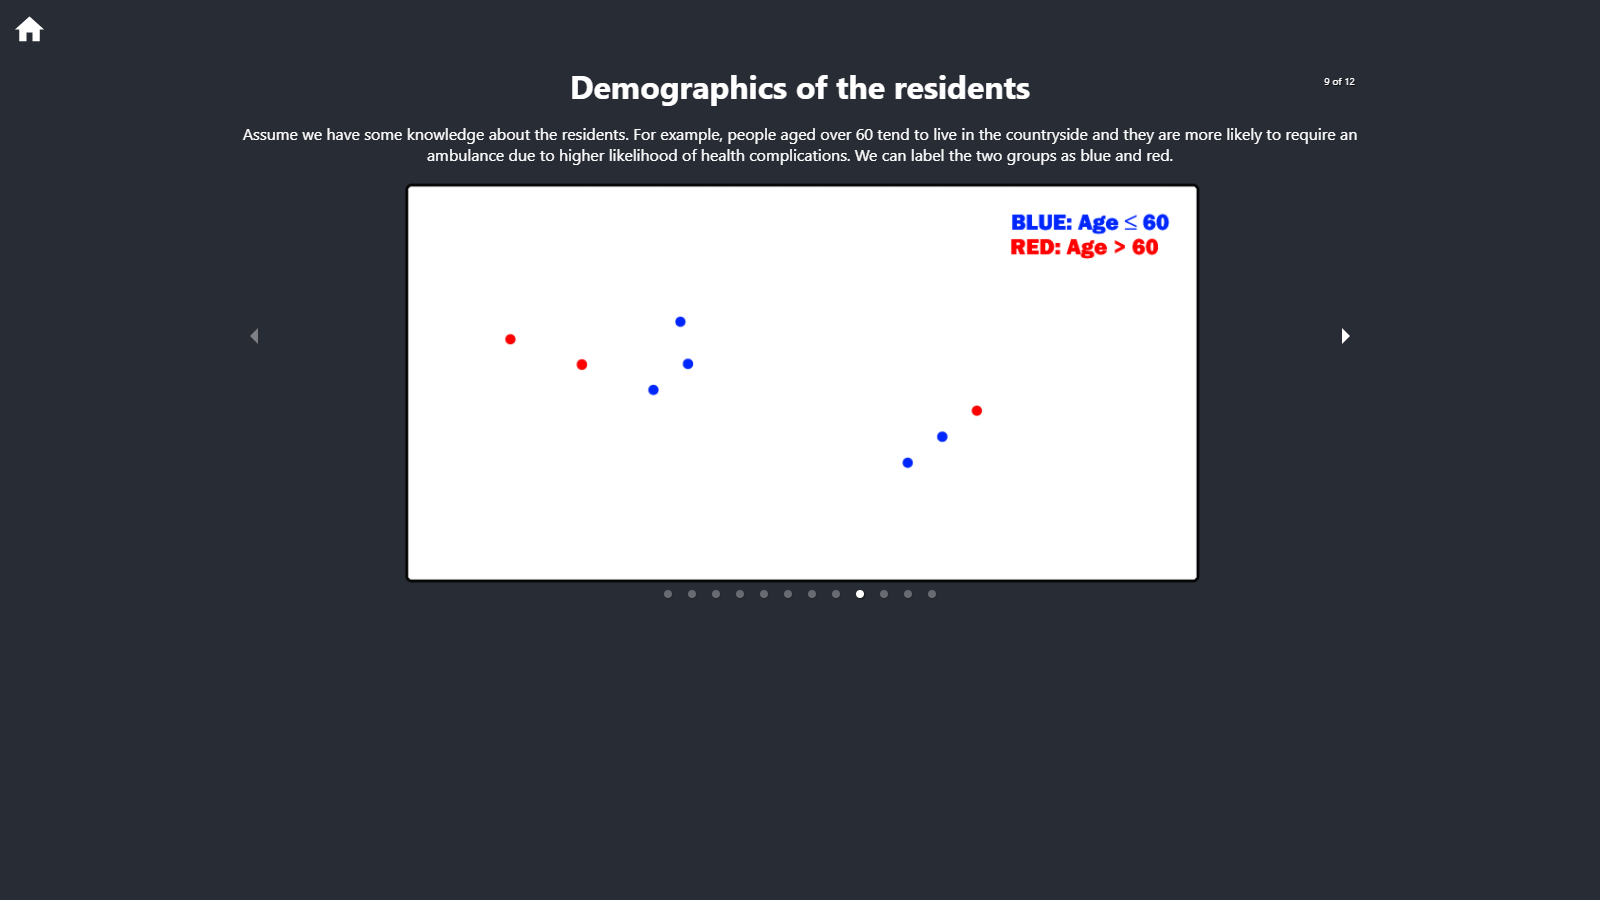 Demographics of the residents
9 of 12
Assume we have some knowledge about the residents. For example, people aged over 60 tend to live in the countryside and they are more likely to require an
ambulance due to higher likelihood of health complications. We can label the two groups as blue and red.
BLUE: Age ≤ 60
RED: Age > 60